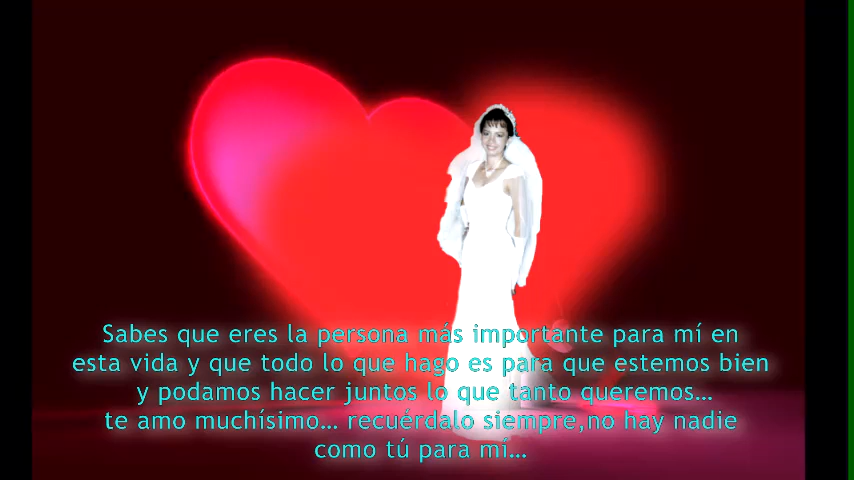 Sabes que eres la persona más importante para mí en
esta vida y que todo lo que hago es para que estemos bien
y podamos hacer juntos lo que tanto queremos...
te amo muchísimo... recuérdalo siempre,no hay nadie
como tú para mí...